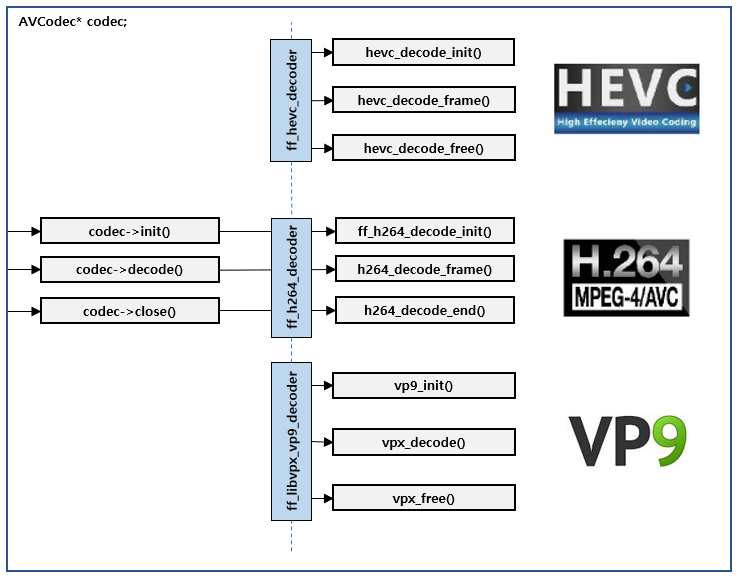 AVCodec* codec;
ff_hevc_decoder
hevc_decode_init()
hevc_decode_frame()
hevc_decode_free()
HEVC
High Effecieny Video Coding
codec->init()
codec->decode()
codec->close()
ff_h264_decoder
ff_h264_decode_init()
h264_decode_frame()
h264_decode_end()
H.264
MPEG-4/AVC
ff_libvpx_vp9_decoder
vp9_init()
vpx_decode()
vpx_free()
VP9